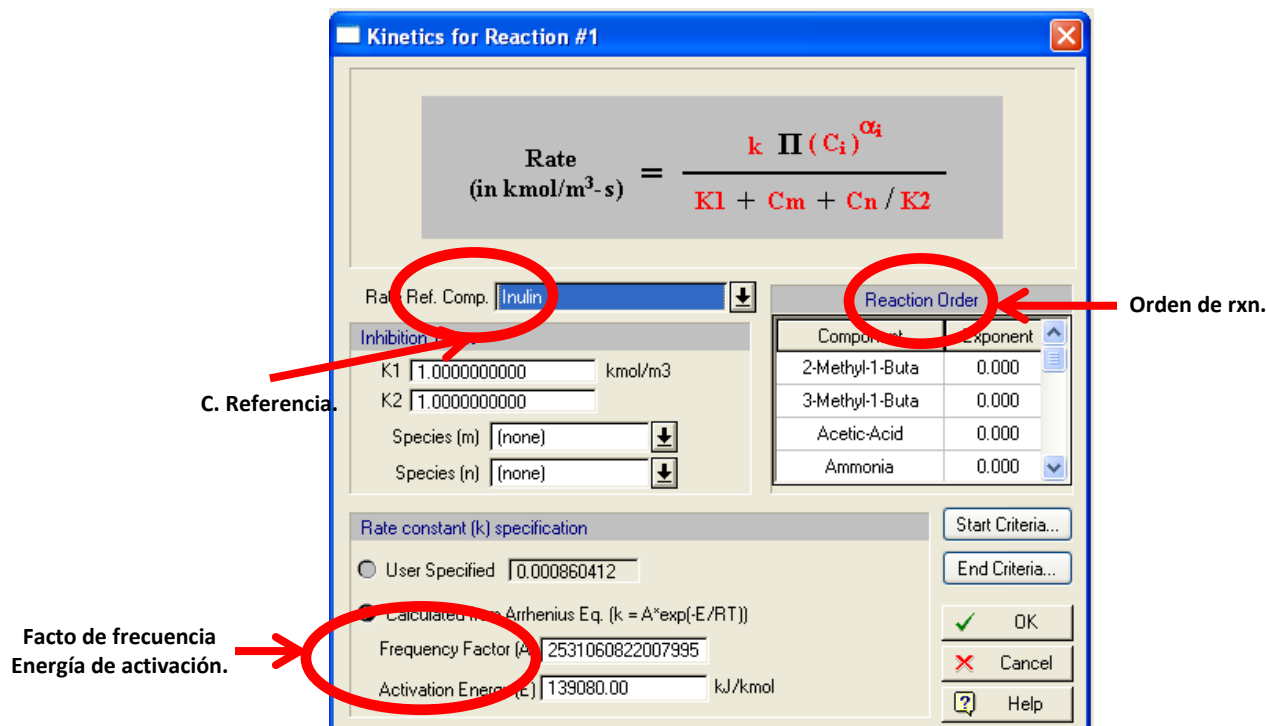 Kinetics for Reaction #1
Rate (in kmol/m³-s) = k Π (Cᵢ)^αᵢ / K1 + Cm + Cn / K2
Rate Ref. Comp. Inulin
Reaction Order
Orden de rxn.
Inhibition
Component Exponent
K1 1.0000000000 kmol/m3
2-Methyl-1-Buta 0.000
K2 1.0000000000
3-Methyl-1-Buta 0.000
C. Referencia.
Species (m) (none)
Acetic-Acid 0.000
Species (n) (none)
Ammonia 0.000
Rate constant (k) specification
Start Criteria...
User Specified 0.000860412
End Criteria...
Calculated from Arrhenius Eq. (k = A*exp(-E/RT))
OK
Facto de frecuencia
Energía de activación.
Frequency Factor (A 2531060822007995
Cancel
Activation Energy (E) 139080.00 kJ/kmol
Help